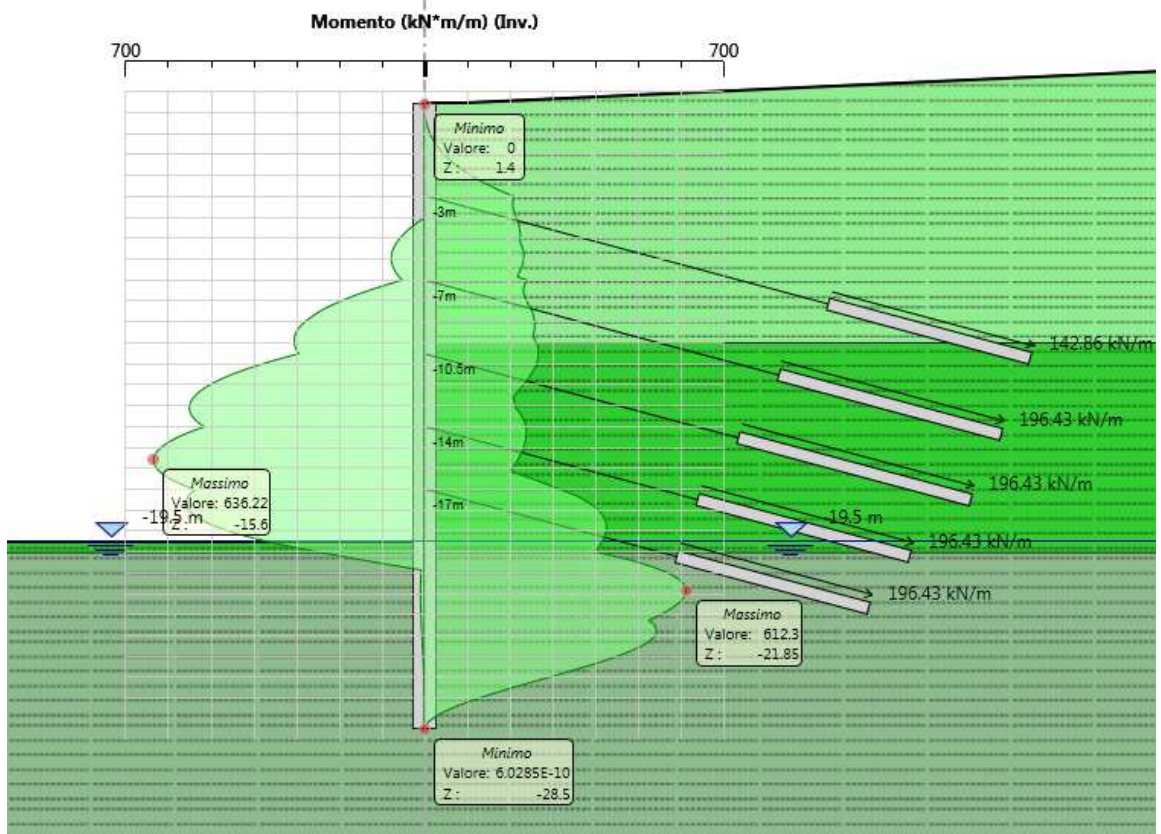 Momento (kN*m/m) (Inv.)
700
700
Minimo
Valore: 0
Z : 1.4
-3m
-7m
142.86 kN/m
-10.5m
196.43 kN/m
-14m
196.43 kN/m
Massimo
Valore: 636.22
Z : -15.6
-17m
-19.5 m
-19.5 m
196.43 kN/m
196.43 kN/m
Massimo
Valore: 612.3
Z : -21.85
Minimo
Valore: 6.0285E-10
Z : -28.5